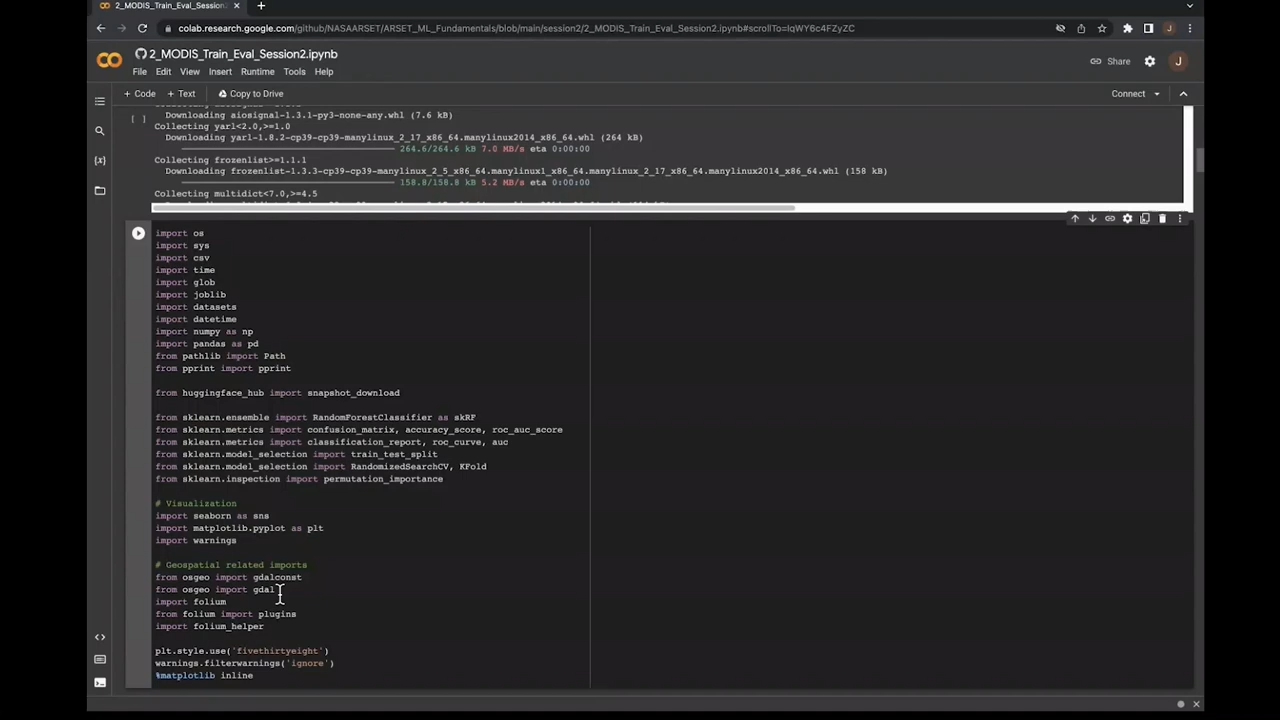 2_MODIS_Train_Eval_Session2.ip
colab.research.google.com/github/NASAARSET/ARSET_ML_Fundamentals/blob/main/session2/2_MODIS_Train_Eval_Session2.ipynb#scrollTo=IqWY6c4FZyZC
J
2_MODIS_Train_Eval_Session2.ipynb
File Edit View Insert Runtime Tools Help
Share
J
+ Code + Text Copy to Drive
Connect
Downloading aiosignal-1.3.1-py3-none-any.whl (7.6 kB)
[ ] Collecting yarl<2.0,>=1.0
Downloading yarl-1.8.2-cp39-cp39-manylinux_2_17_x86_64.manylinux2014_x86_64.whl (264 kB)
264.6/264.6 kB 7.0 MB/s eta 0:00:00
Collecting frozenlist>=1.1.1
Downloading frozenlist-1.3.3-cp39-cp39-manylinux_2_5_x86_64.manylinux1_x86_64.manylinux_2_17_x86_64.manylinux2014_x86_64.whl (158 kB)
158.8/158.8 kB 5.2 MB/s eta 0:00:00
Collecting multidict<7.0,>=4.5
import os
import sys
import csv
import time
import glob
import joblib
import datasets
import datetime
import numpy as np
import pandas as pd
from pathlib import Path
from pprint import pprint
from huggingface_hub import snapshot_download
from sklearn.ensemble import RandomForestClassifier as skRF
from sklearn.metrics import confusion_matrix, accuracy_score, roc_auc_score
from sklearn.metrics import classification_report, roc_curve, auc
from sklearn.model_selection import train_test_split
from sklearn.model_selection import RandomizedSearchCV, KFold
from sklearn.inspection import permutation_importance
# Visualization
import seaborn as sns
import matplotlib.pyplot as plt
import warnings
# Geospatial related imports
from osgeo import gdalconst
from osgeo import gdal
import folium
from folium import plugins
import folium_helper
plt.style.use('fivethirtyeight')
warnings.filterwarnings('ignore')
%matplotlib inline